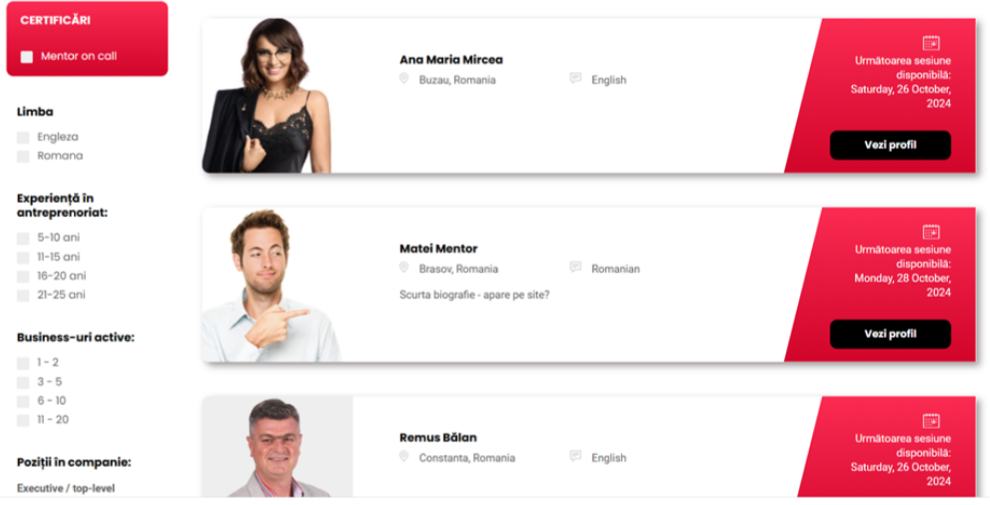 CERTIFICĂRI
Mentor on call
Limba
Engleza
Romana
Experiență în
antreprenoriat:
5-10 ani
11-15 ani
16-20 ani
21-25 ani
Business-uri active:
1 - 2
3 - 5
6 - 10
11 - 20
Poziții în companie:
Executive / top-level
Ana Maria Mircea
Buzau, Romania
English
Următoarea sesiune
disponibilă:
Saturday, 26 October,
2024
Vezi profil
Matei Mentor
Brasov, Romania
Romanian
Scurta biografie - apare pe site?
Următoarea sesiune
disponibilă:
Monday, 28 October,
2024
Vezi profil
Remus Bălan
Constanta, Romania
English
Următoarea sesiune
disponibilă:
Saturday, 26 October,
2024